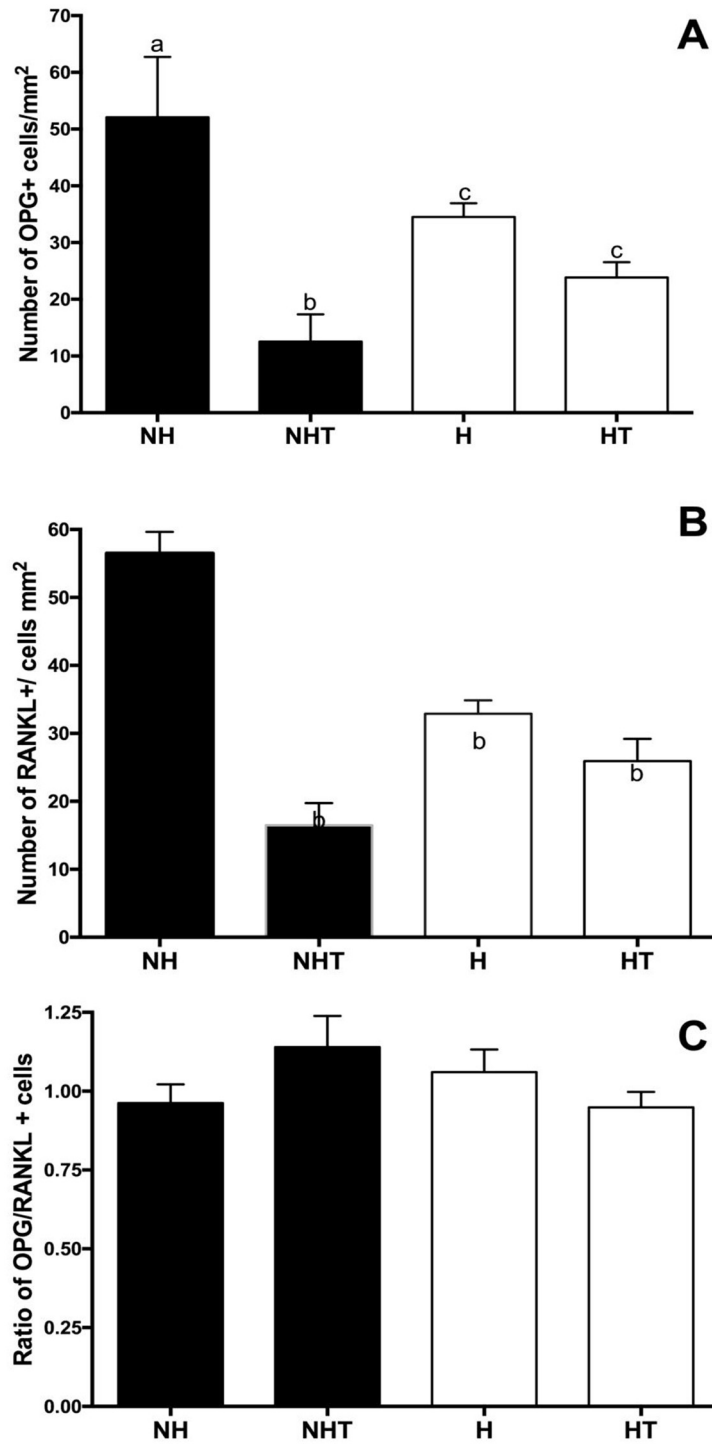 A
Number of OPG+ cells/mm²
70
60
50
40
30
20
10
0
a
b
c
c
NH NHT H HT
B
Number of RANKL+/ cells mm²
60
50
40
30
20
10
0
b
b
b
NH NHT H HT
C
Ratio of OPG/RANKL + cells
1.25
1.00
0.75
0.50
0.25
0.00
NH NHT H HT